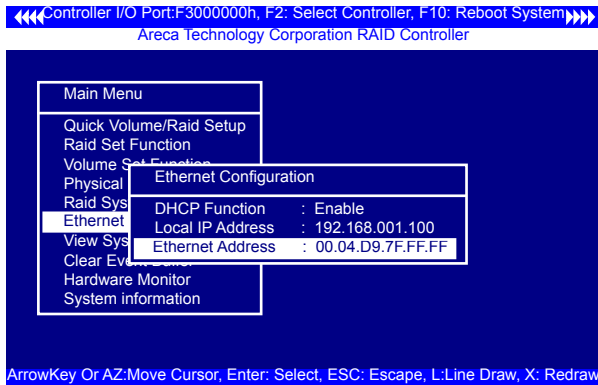 Controller I/O Port:F3000000h, F2: Select Controller, F10: Reboot System
Areca Technology Corporation RAID Controller
Main Menu
Quick Volume/Raid Setup
Raid Set Function
Volume Set Function
Physical
Raid Sys
Ethernet
View Sys
Clear Event Buffer
Hardware Monitor
System information
Ethernet Configuration
DHCP Function : Enable
Local IP Address : 192.168.001.100
Ethernet Address : 00.04.D9.7F.FF.FF
ArrowKey Or AZ:Move Cursor, Enter: Select, ESC: Escape, L:Line Draw, X: Redraw